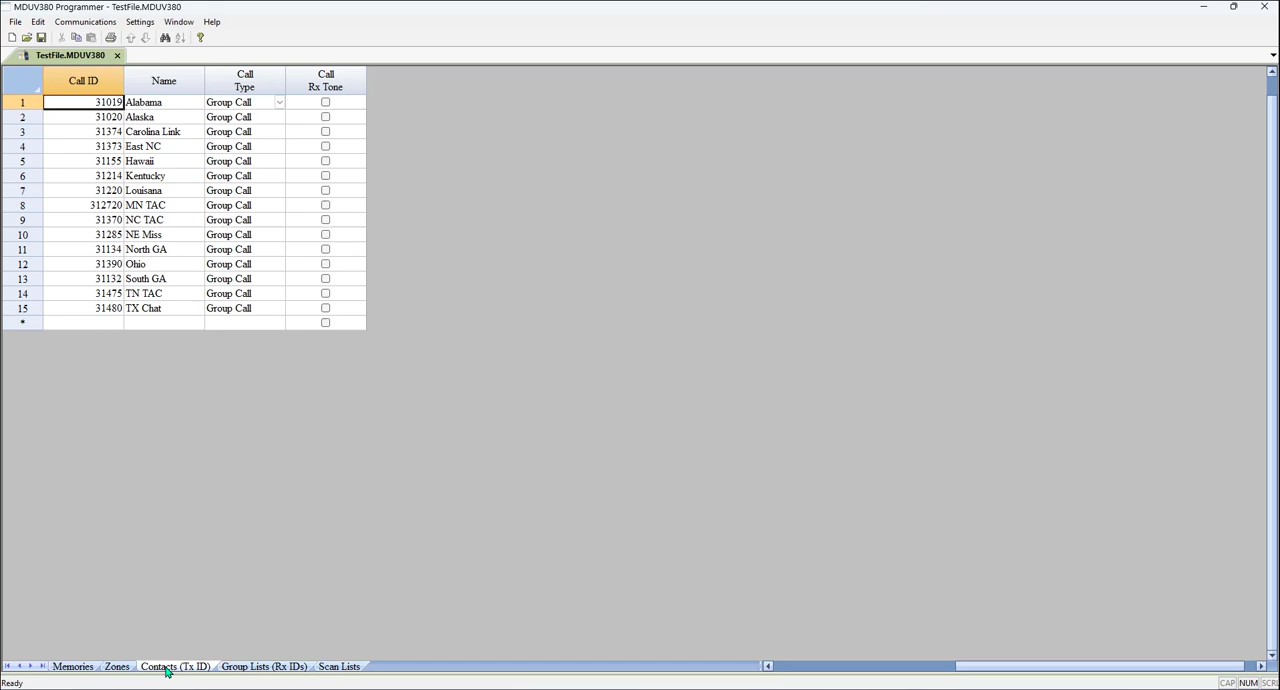 MDUV380 Programmer - TestFile.MDUV380
File Edit Communications Settings Window Help
TestFile.MDUV380
Call ID Name Call Type Call Rx Tone
1 31019 Alabama Group Call
2 31020 Alaska Group Call
3 31374 Carolina Link Group Call
4 31373 East NC Group Call
5 31155 Hawaii Group Call
6 31214 Kentucky Group Call
7 31220 Louisana Group Call
8 312720 MN TAC Group Call
9 31370 NC TAC Group Call
10 31285 NE Miss Group Call
11 31134 North GA Group Call
12 31390 Ohio Group Call
13 31132 South GA Group Call
14 31475 TN TAC Group Call
15 31480 TX Chat Group Call
*
Memories Zones Contacts (Tx ID) Group Lists (Rx IDs) Scan Lists
Ready CAP NUM SCRL